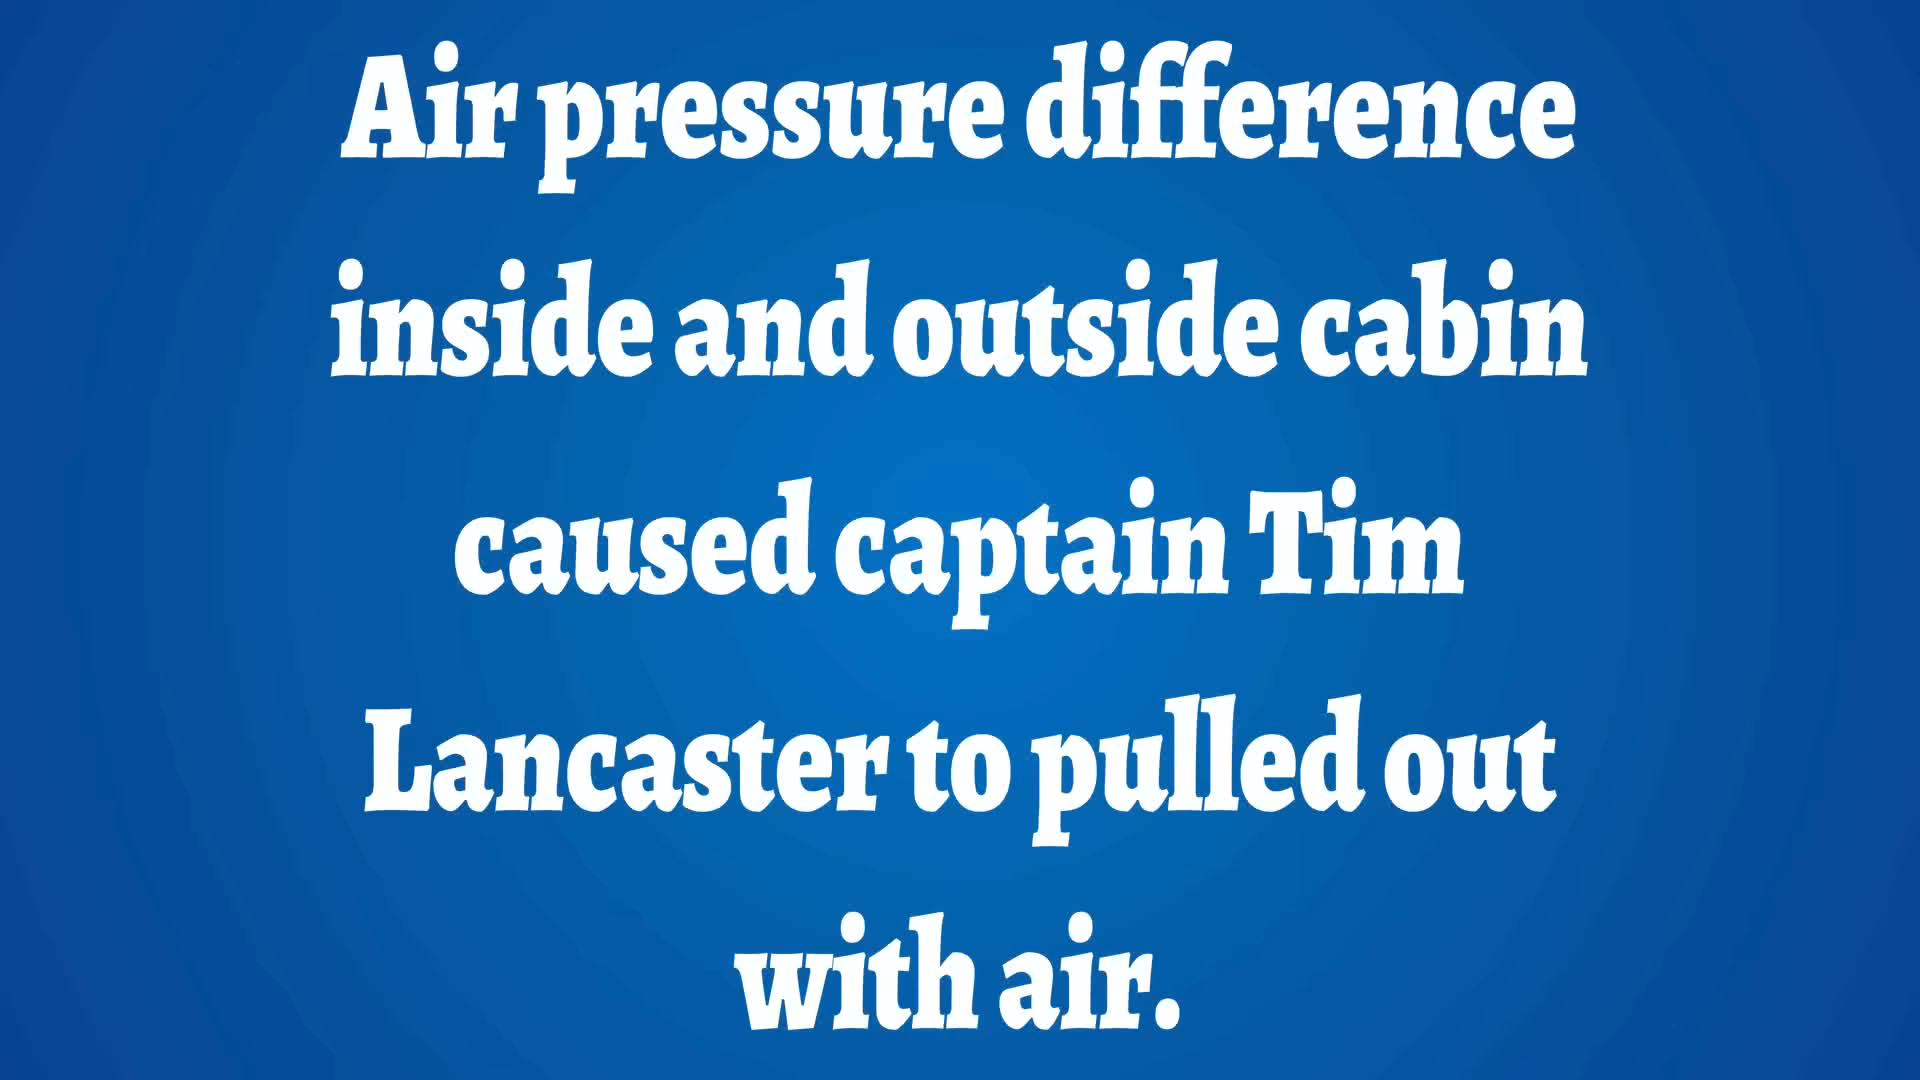 Air pressure difference
inside and outside cabin
caused captain Tim
Lancaster to pulled out
with air.